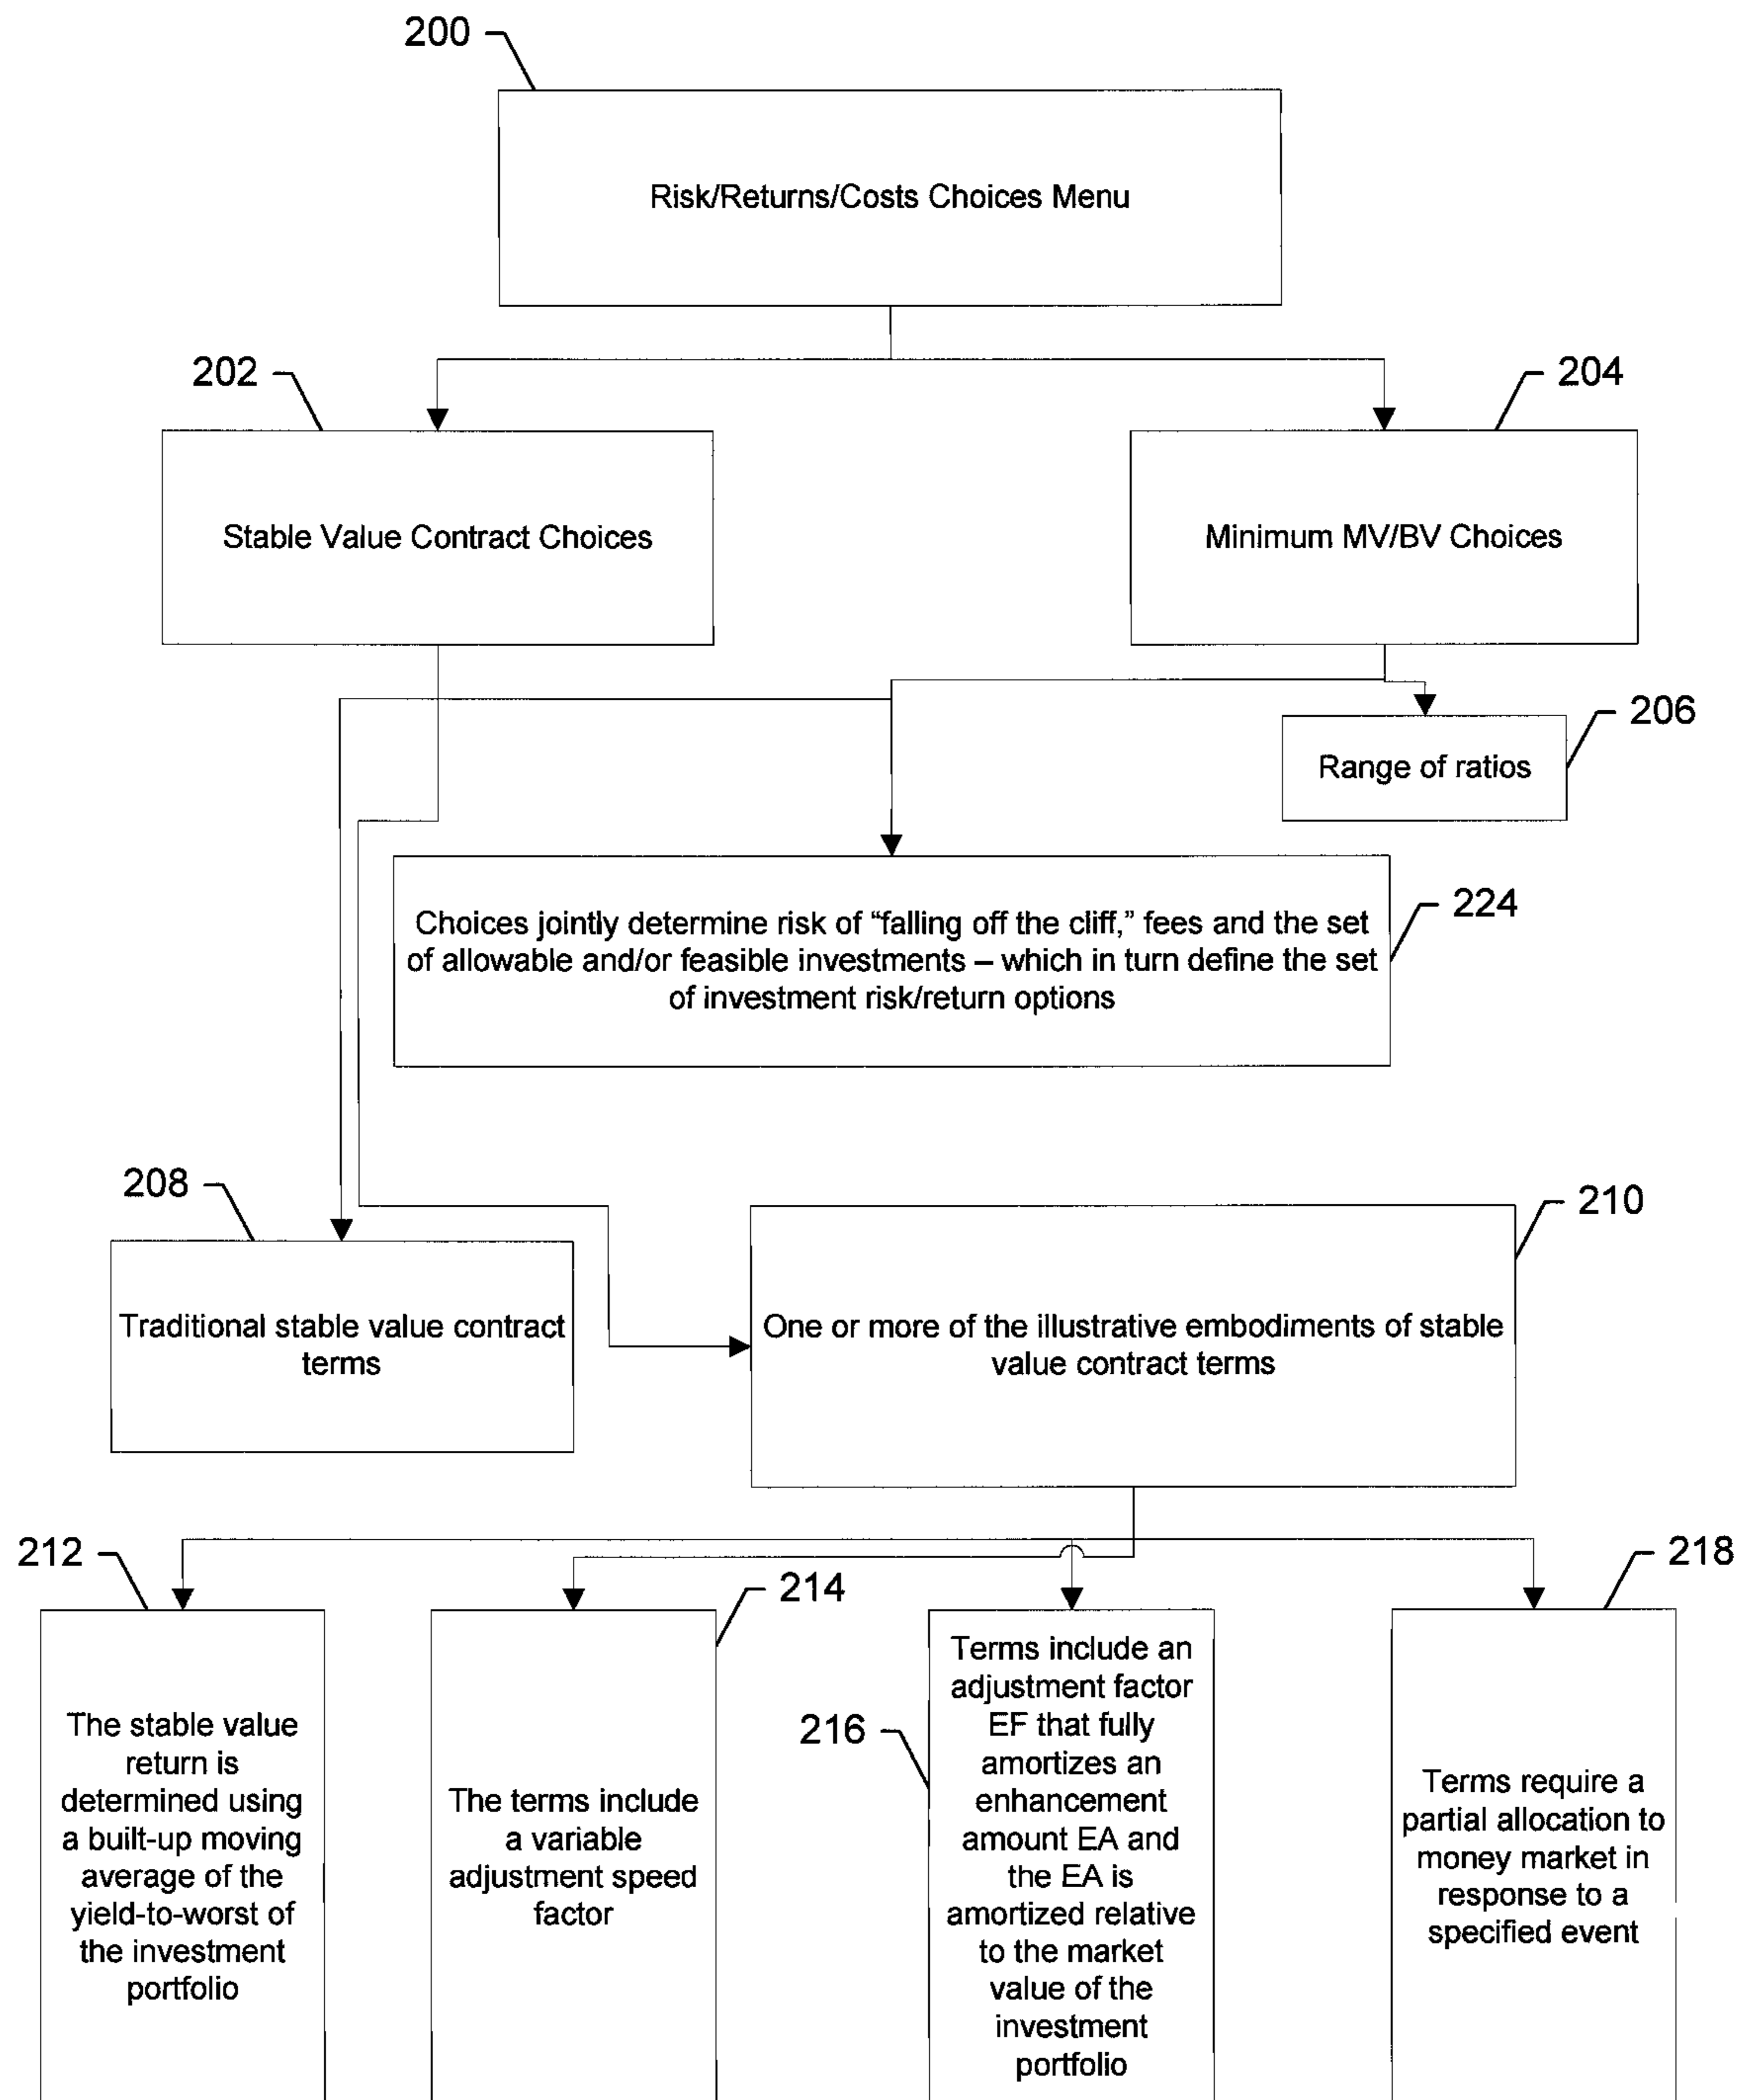 200
Risk/Returns/Costs Choices Menu
202
204
Stable Value Contract Choices
Minimum MV/BV Choices
206
Range of ratios
224
Choices jointly determine risk of “falling off the cliff,” fees and the set
of allowable and/or feasible investments – which in turn define the set
of investment risk/return options
208
210
Traditional stable value contract
terms
One or more of the illustrative embodiments of stable
value contract terms
212
The stable value
return is
determined using
a built-up moving
average of the
yield-to-worst of
the investment
portfolio
214
The terms include
a variable
adjustment speed
factor
216
Terms include an
adjustment factor
EF that fully
amortizes an
enhancement
amount EA and
the EA is
amortized relative
to the market
value of the
investment
portfolio
218
Terms require a
partial allocation to
money market in
response to a
specified event